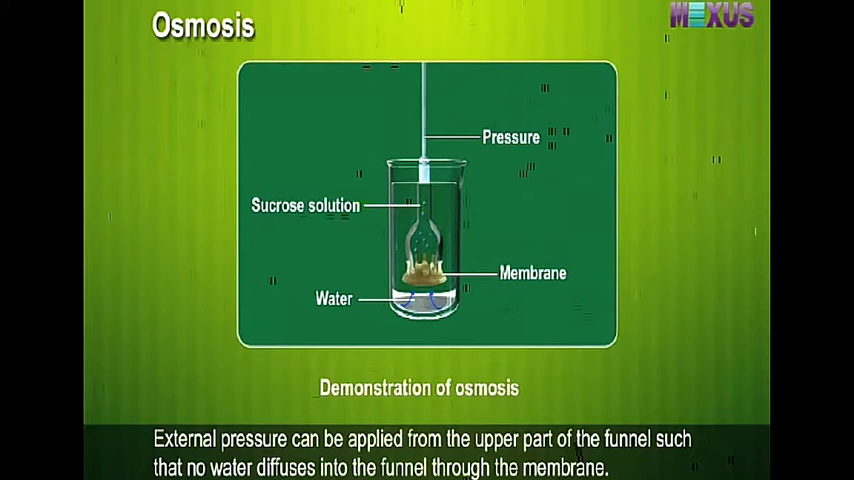 Osmosis
MEXUS
Pressure
Sucrose solution
Membrane
Water
Demonstration of osmosis
External pressure can be applied from the upper part of the funnel such
that no water diffuses into the funnel through the membrane.